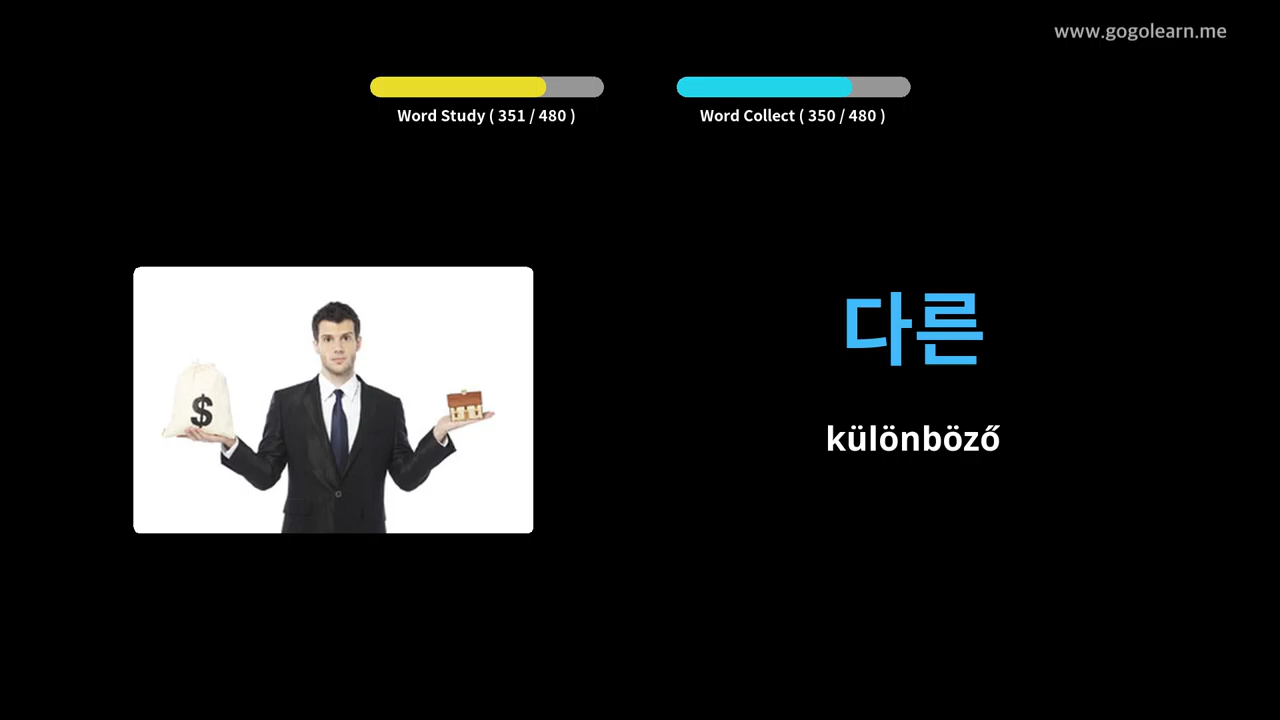 www.gogolearn.me
Word Study ( 351 / 480 )
Word Collect ( 350 / 480 )
$
다른
különböző